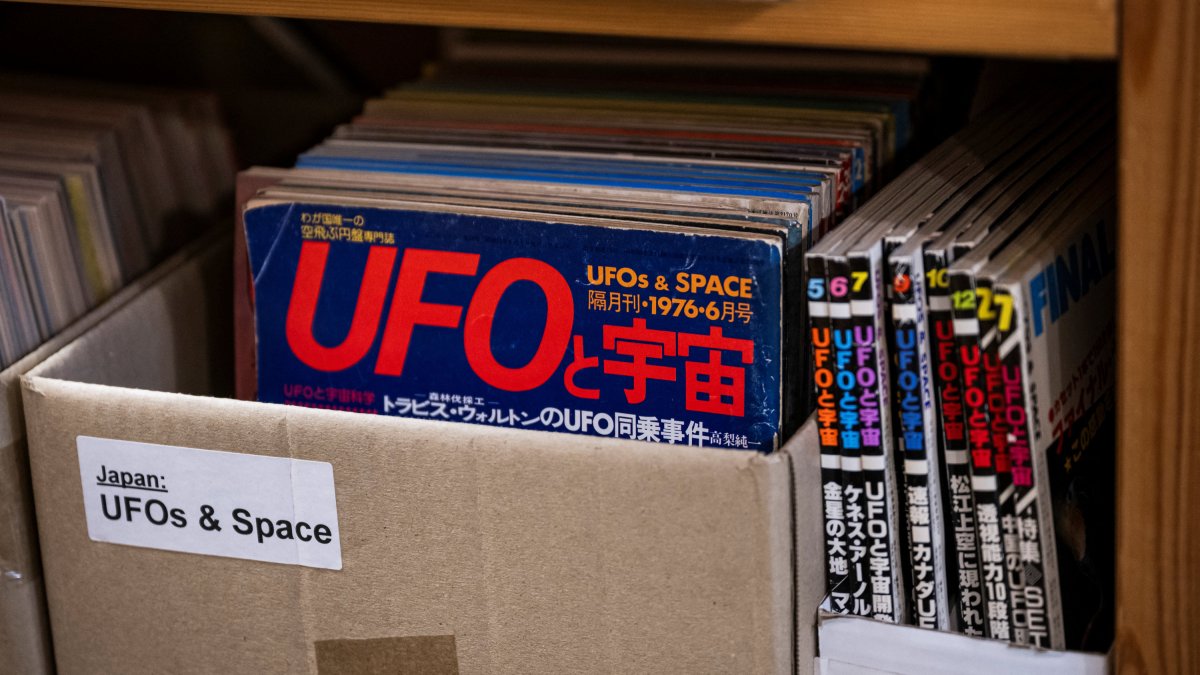 わが国唯一の
空飛ぶ円盤専門誌
UFOと宇宙
UFOs & SPACE
隔月刊・1976・6月号
UFOと宇宙科学
森林伐採工
トラビス・ウォルトンのUFO同乗事件 高梨純一
Japan:
UFOs & Space
5 UFOと宇宙 金星の大地
6 UFOと宇宙 ケネス・アーノル
7 UFOと宇宙 UFOと宇宙開発
9 UFOと宇宙 速報■カナダU
10 UFOと宇宙 松江上空に現われた
12 UFOと宇宙 透視能力10段階
2 UFOと宇宙
7 UFOと宇宙 ・特集 SETI
FINAL